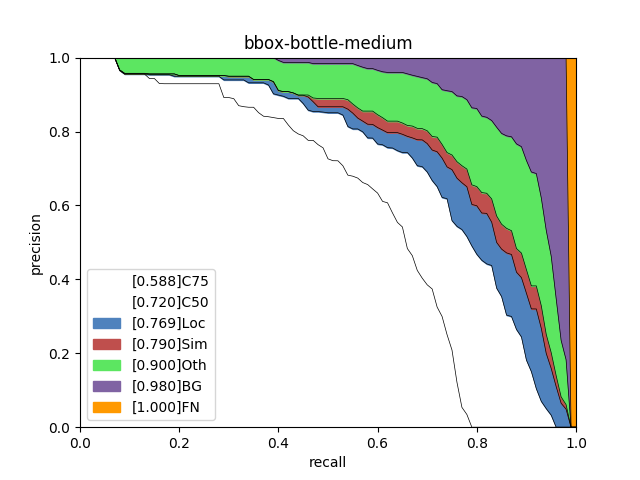 bbox-bottle-medium
1.0
0.8
0.6
0.4
0.2
0.0
precision
[0.588]C75
[0.720]C50
[0.769]Loc
[0.790]Sim
[0.900]Oth
[0.980]BG
[1.000]FN
0.0 0.2 0.4 0.6 0.8 1.0
recall